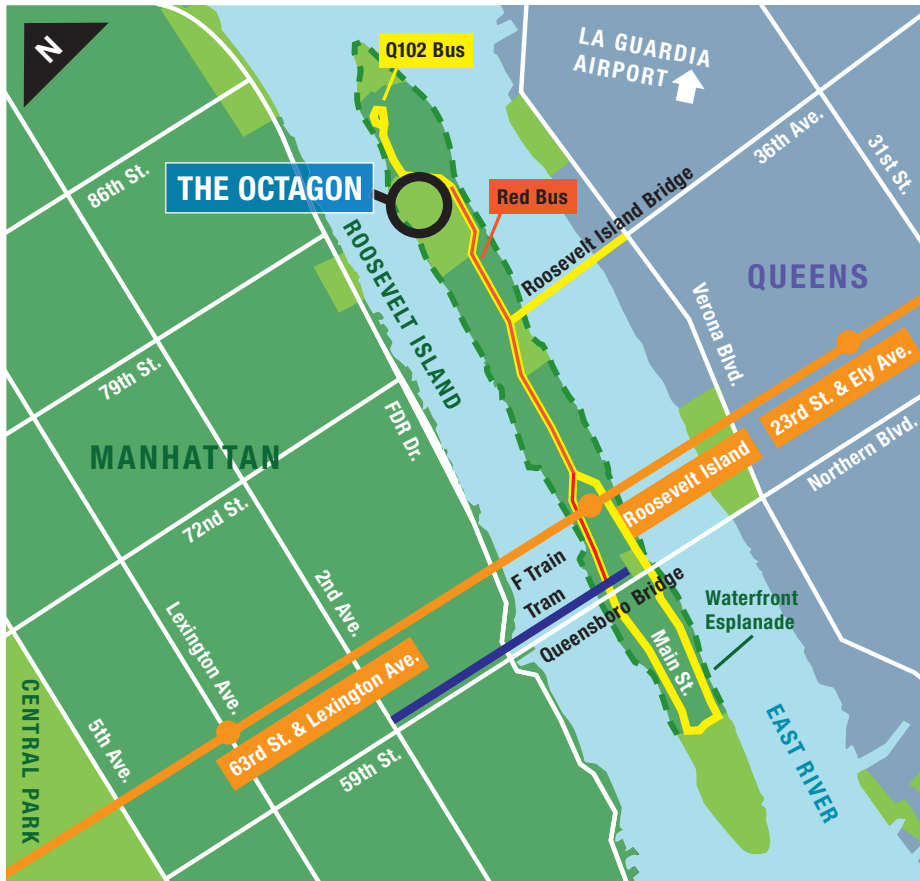 N
Q102 Bus
LA GUARDIA
AIRPORT
36th Ave.
31st St.
86th St.
THE OCTAGON
Red Bus
ROOSEVELT ISLAND
Roosevelt Island Bridge
QUEENS
Verona Blvd.
79th St.
FDR Dr.
MANHATTAN
23rd St. & Ely Ave.
Roosevelt Island
Northern Blvd.
72nd St.
F Train
Tram
Queensboro Bridge
2nd Ave.
Lexington Ave.
Waterfront
Esplanade
Main St.
63rd St. & Lexington Ave.
CENTRAL PARK
5th Ave.
59th St.
EAST RIVER